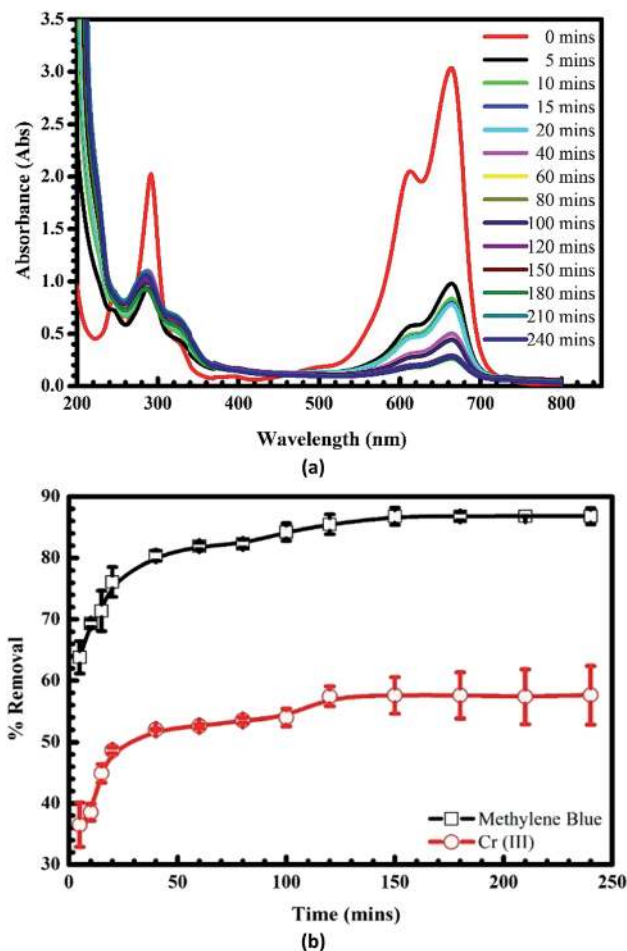 3.5
3.0
2.5
2.0
1.5
1.0
0.5
0.0
Absorbance (Abs)
0 mins
5 mins
10 mins
15 mins
20 mins
40 mins
60 mins
80 mins
100 mins
120 mins
150 mins
180 mins
210 mins
240 mins
200 300 400 500 600 700 800
Wavelength (nm)
(a)
90
80
70
60
50
40
30
% Removal
Methylene Blue
Cr (III)
0 50 100 150 200 250
Time (mins)
(b)